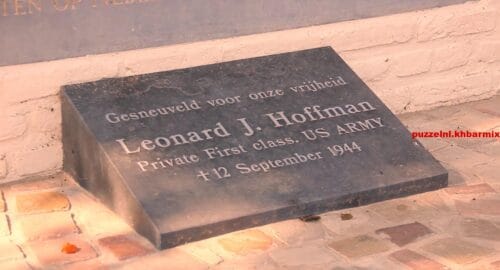 Gesneuveld voor onze vrijheid
Leonard J. Hoffman
Private First class, US ARMY
†12 September 1944
puzzelnl.khbarmix